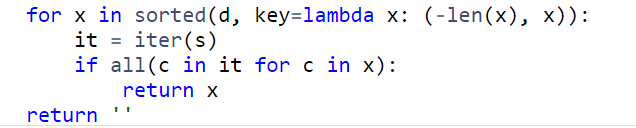 for x in sorted(d, key=lambda x: (-len(x), x)):
    it = iter(s)
    if all(c in it for c in x):
        return x
return ''